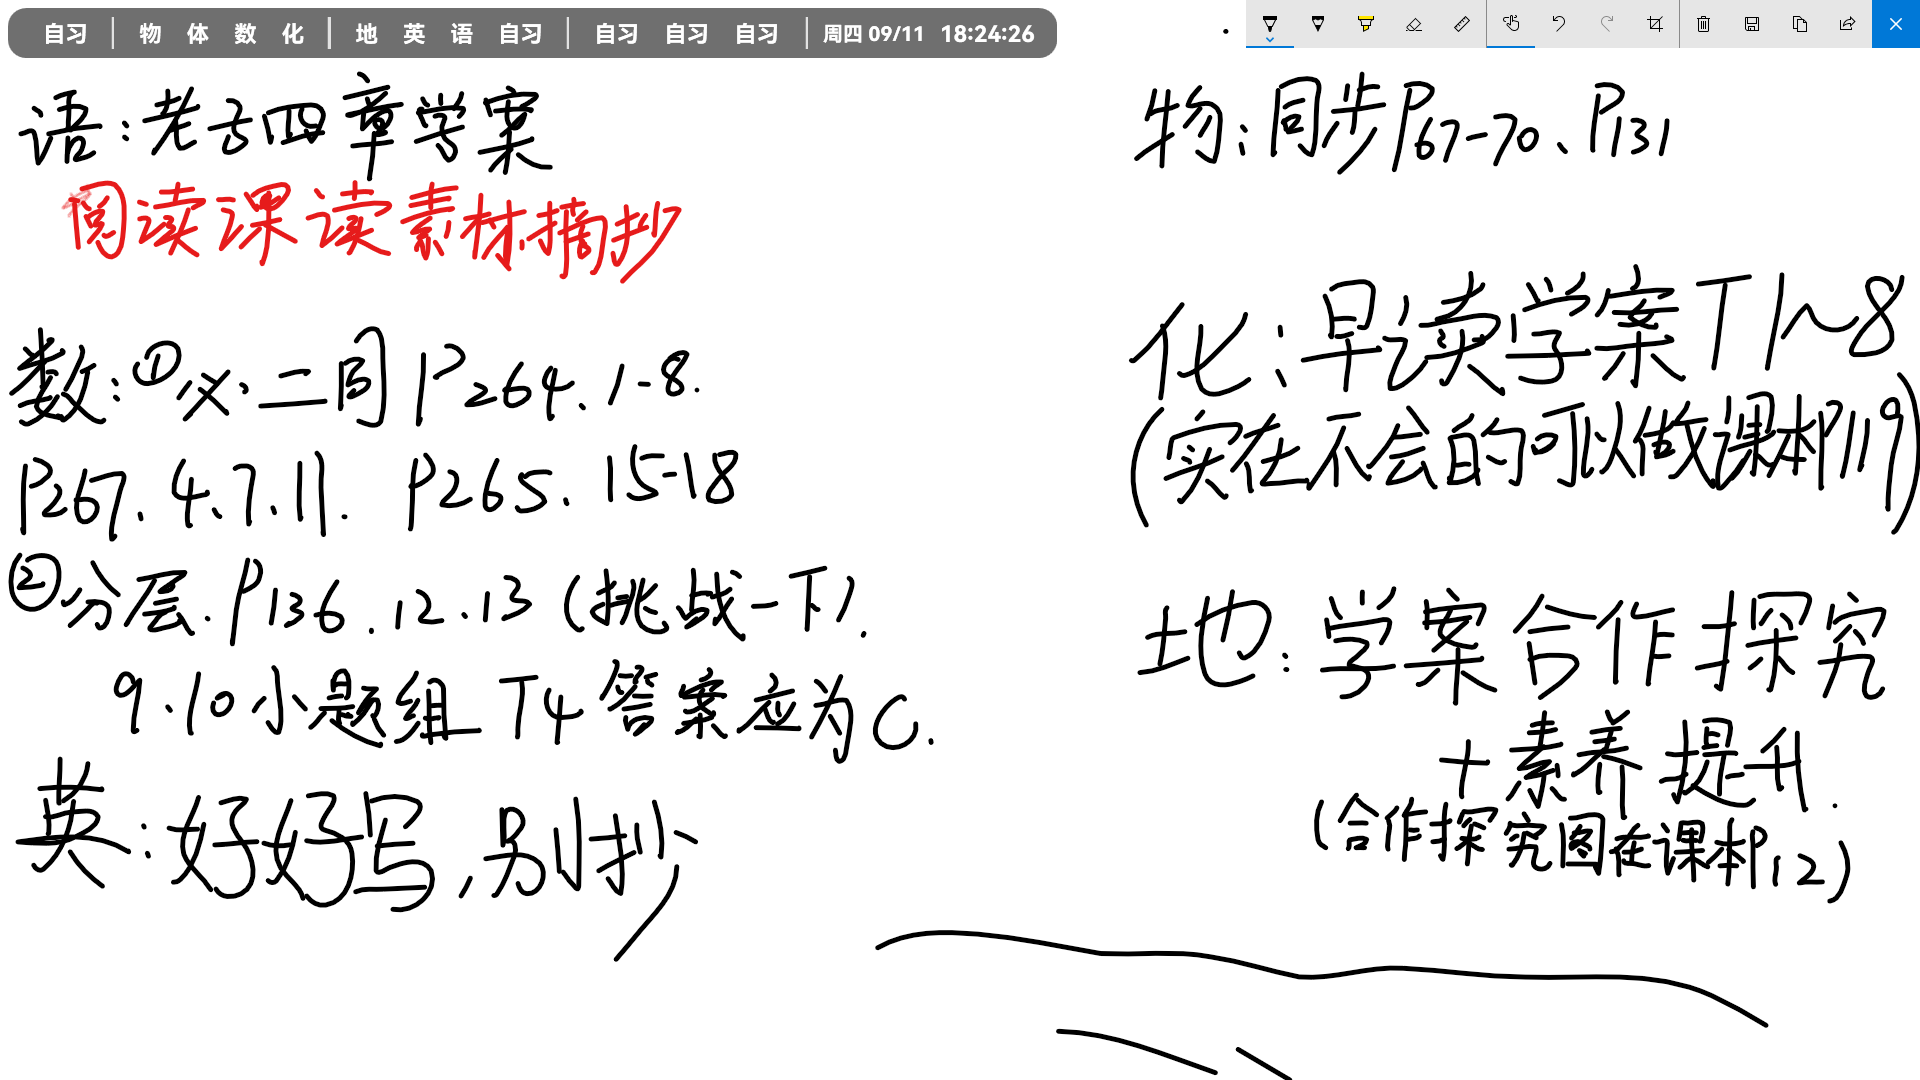 自习 | 物 体 数 化 | 地 英 语 自习 | 自习 自习 自习 | 周四 09/11 18:24:26
语:老子四章学案
阅读课读素材摘抄
数:①必.二同 P264.1-8.
P267.4.7.11. P265.15-18
②分层.P136.12.13(挑战一下).
9.10小题组 T4答案应为C.
英:好好写,别抄
物:同步P67-70、P131
化:早读学案T1~8
(实在不会的可以做课本P119)
地:学案合作探究
+素养提升.
(合作探究图在课本P12)